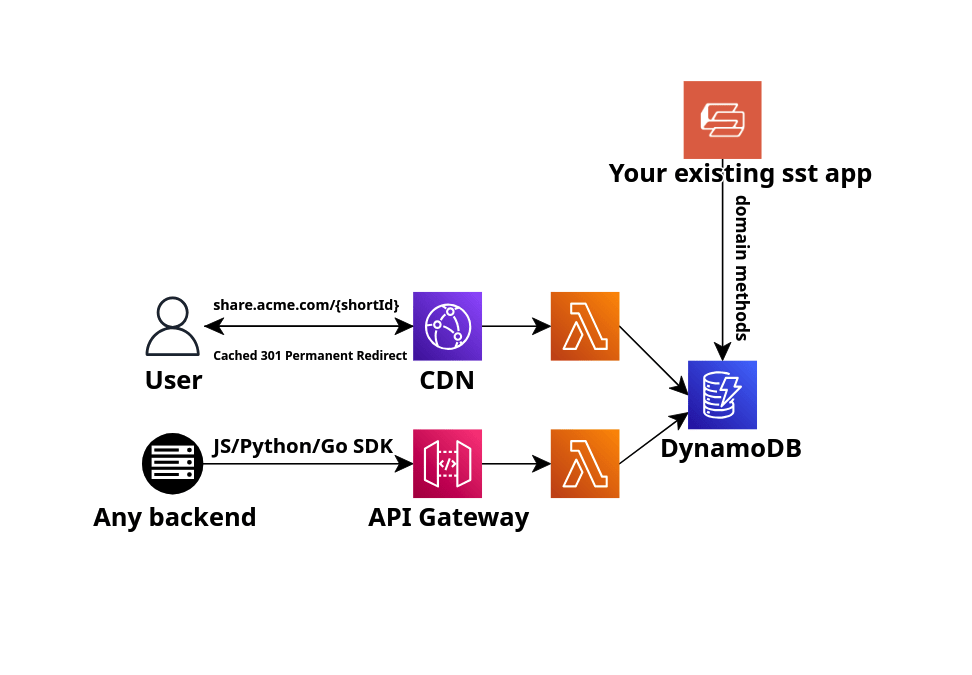 Your existing sst app
domain methods
share.acme.com/{shortId}
Cached 301 Permanent Redirect
User
CDN
DynamoDB
JS/Python/Go SDK
</>
Any backend
API Gateway